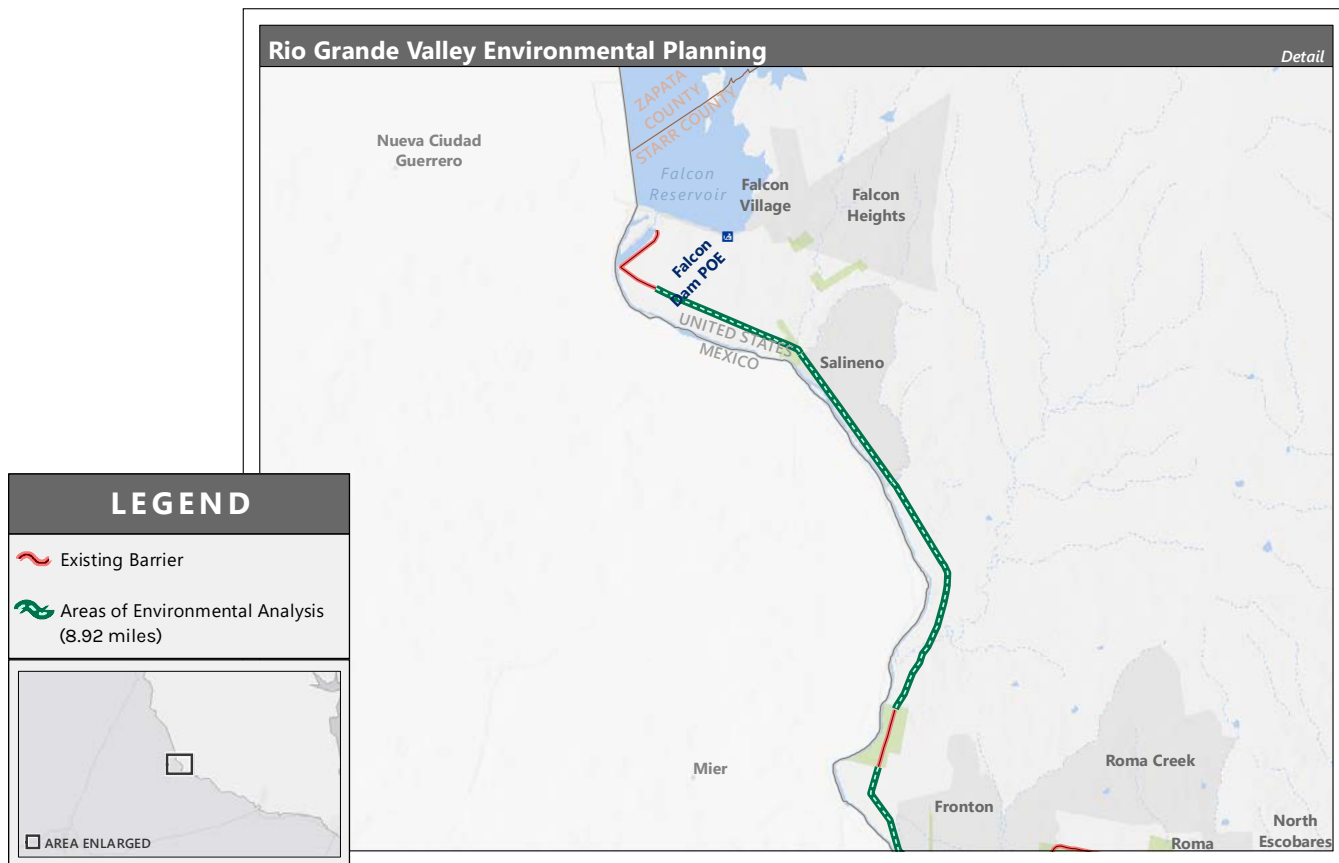 Rio Grande Valley Environmental Planning
Detail
ZAPATA
COUNTY
STARR COUNTY
Nueva Ciudad
Guerrero
Falcon
Reservoir
Falcon
Village
Falcon
Heights
Falcon
Dam POE
UNITED STATES
MEXICO
Salineno
Mier
Roma Creek
Fronton
North
Escobares
Roma
LEGEND
Existing Barrier
Areas of Environmental Analysis
(8.92 miles)
AREA ENLARGED